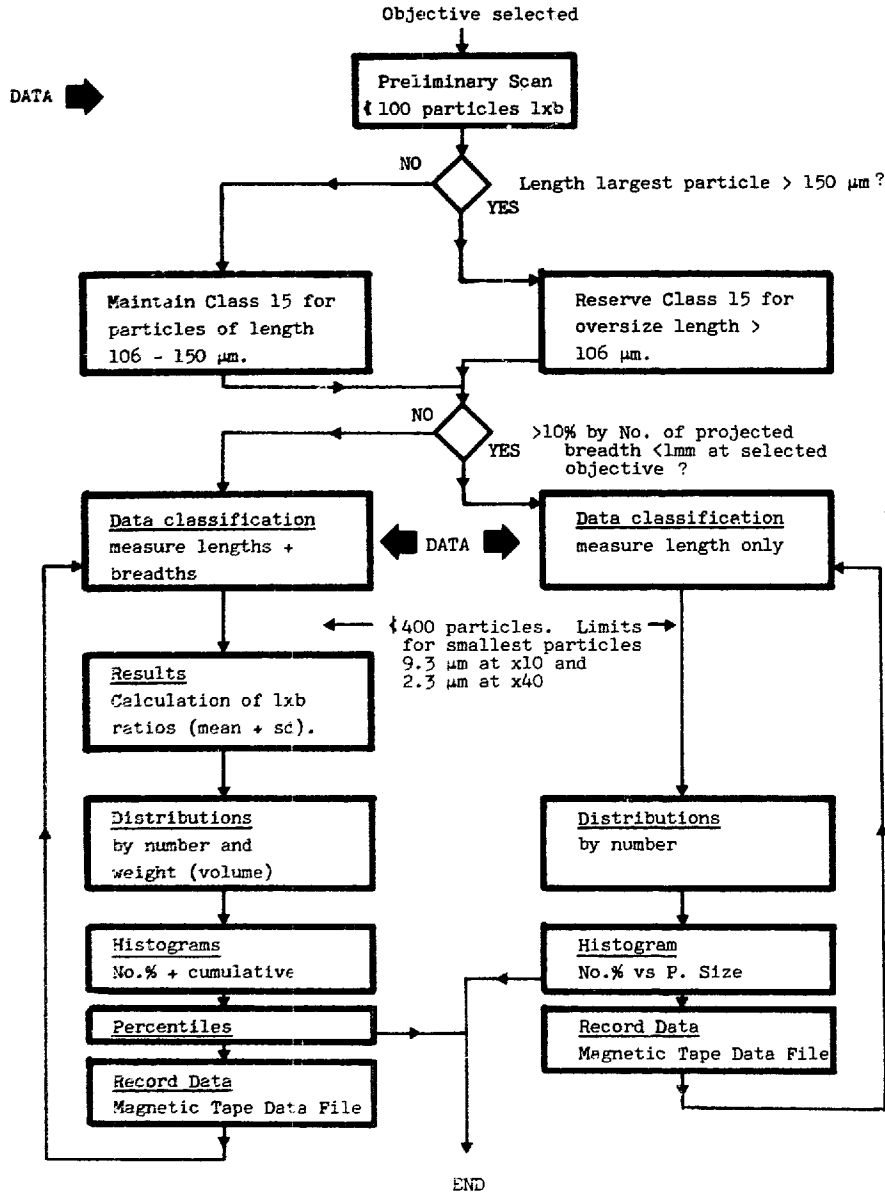 Objective selected
DATA
Preliminary Scan
≮100 particles lxb
NO
Length largest particle > 150 µm?
YES
Maintain Class 15 for
particles of length
106 - 150 µm.
Reserve Class 15 for
oversize length >
106 µm.
NO
YES
>10% by No. of projected
breadth <1mm at selected
objective ?
Data classification
measure lengths +
breadths
DATA
Data classification
measure length only
≮400 particles. Limits
for smallest particles
9.3 µm at x10 and
2.3 µm at x40
Results
Calculation of lxb
ratios (mean + sd).
Distributions
by number and
weight (volume)
Distributions
by number
Histograms
No.% + cumulative
Histogram
No.% vs P. Size
Percentiles
Record Data
Magnetic Tape Data File
Record Data
Magnetic Tape Data File
END